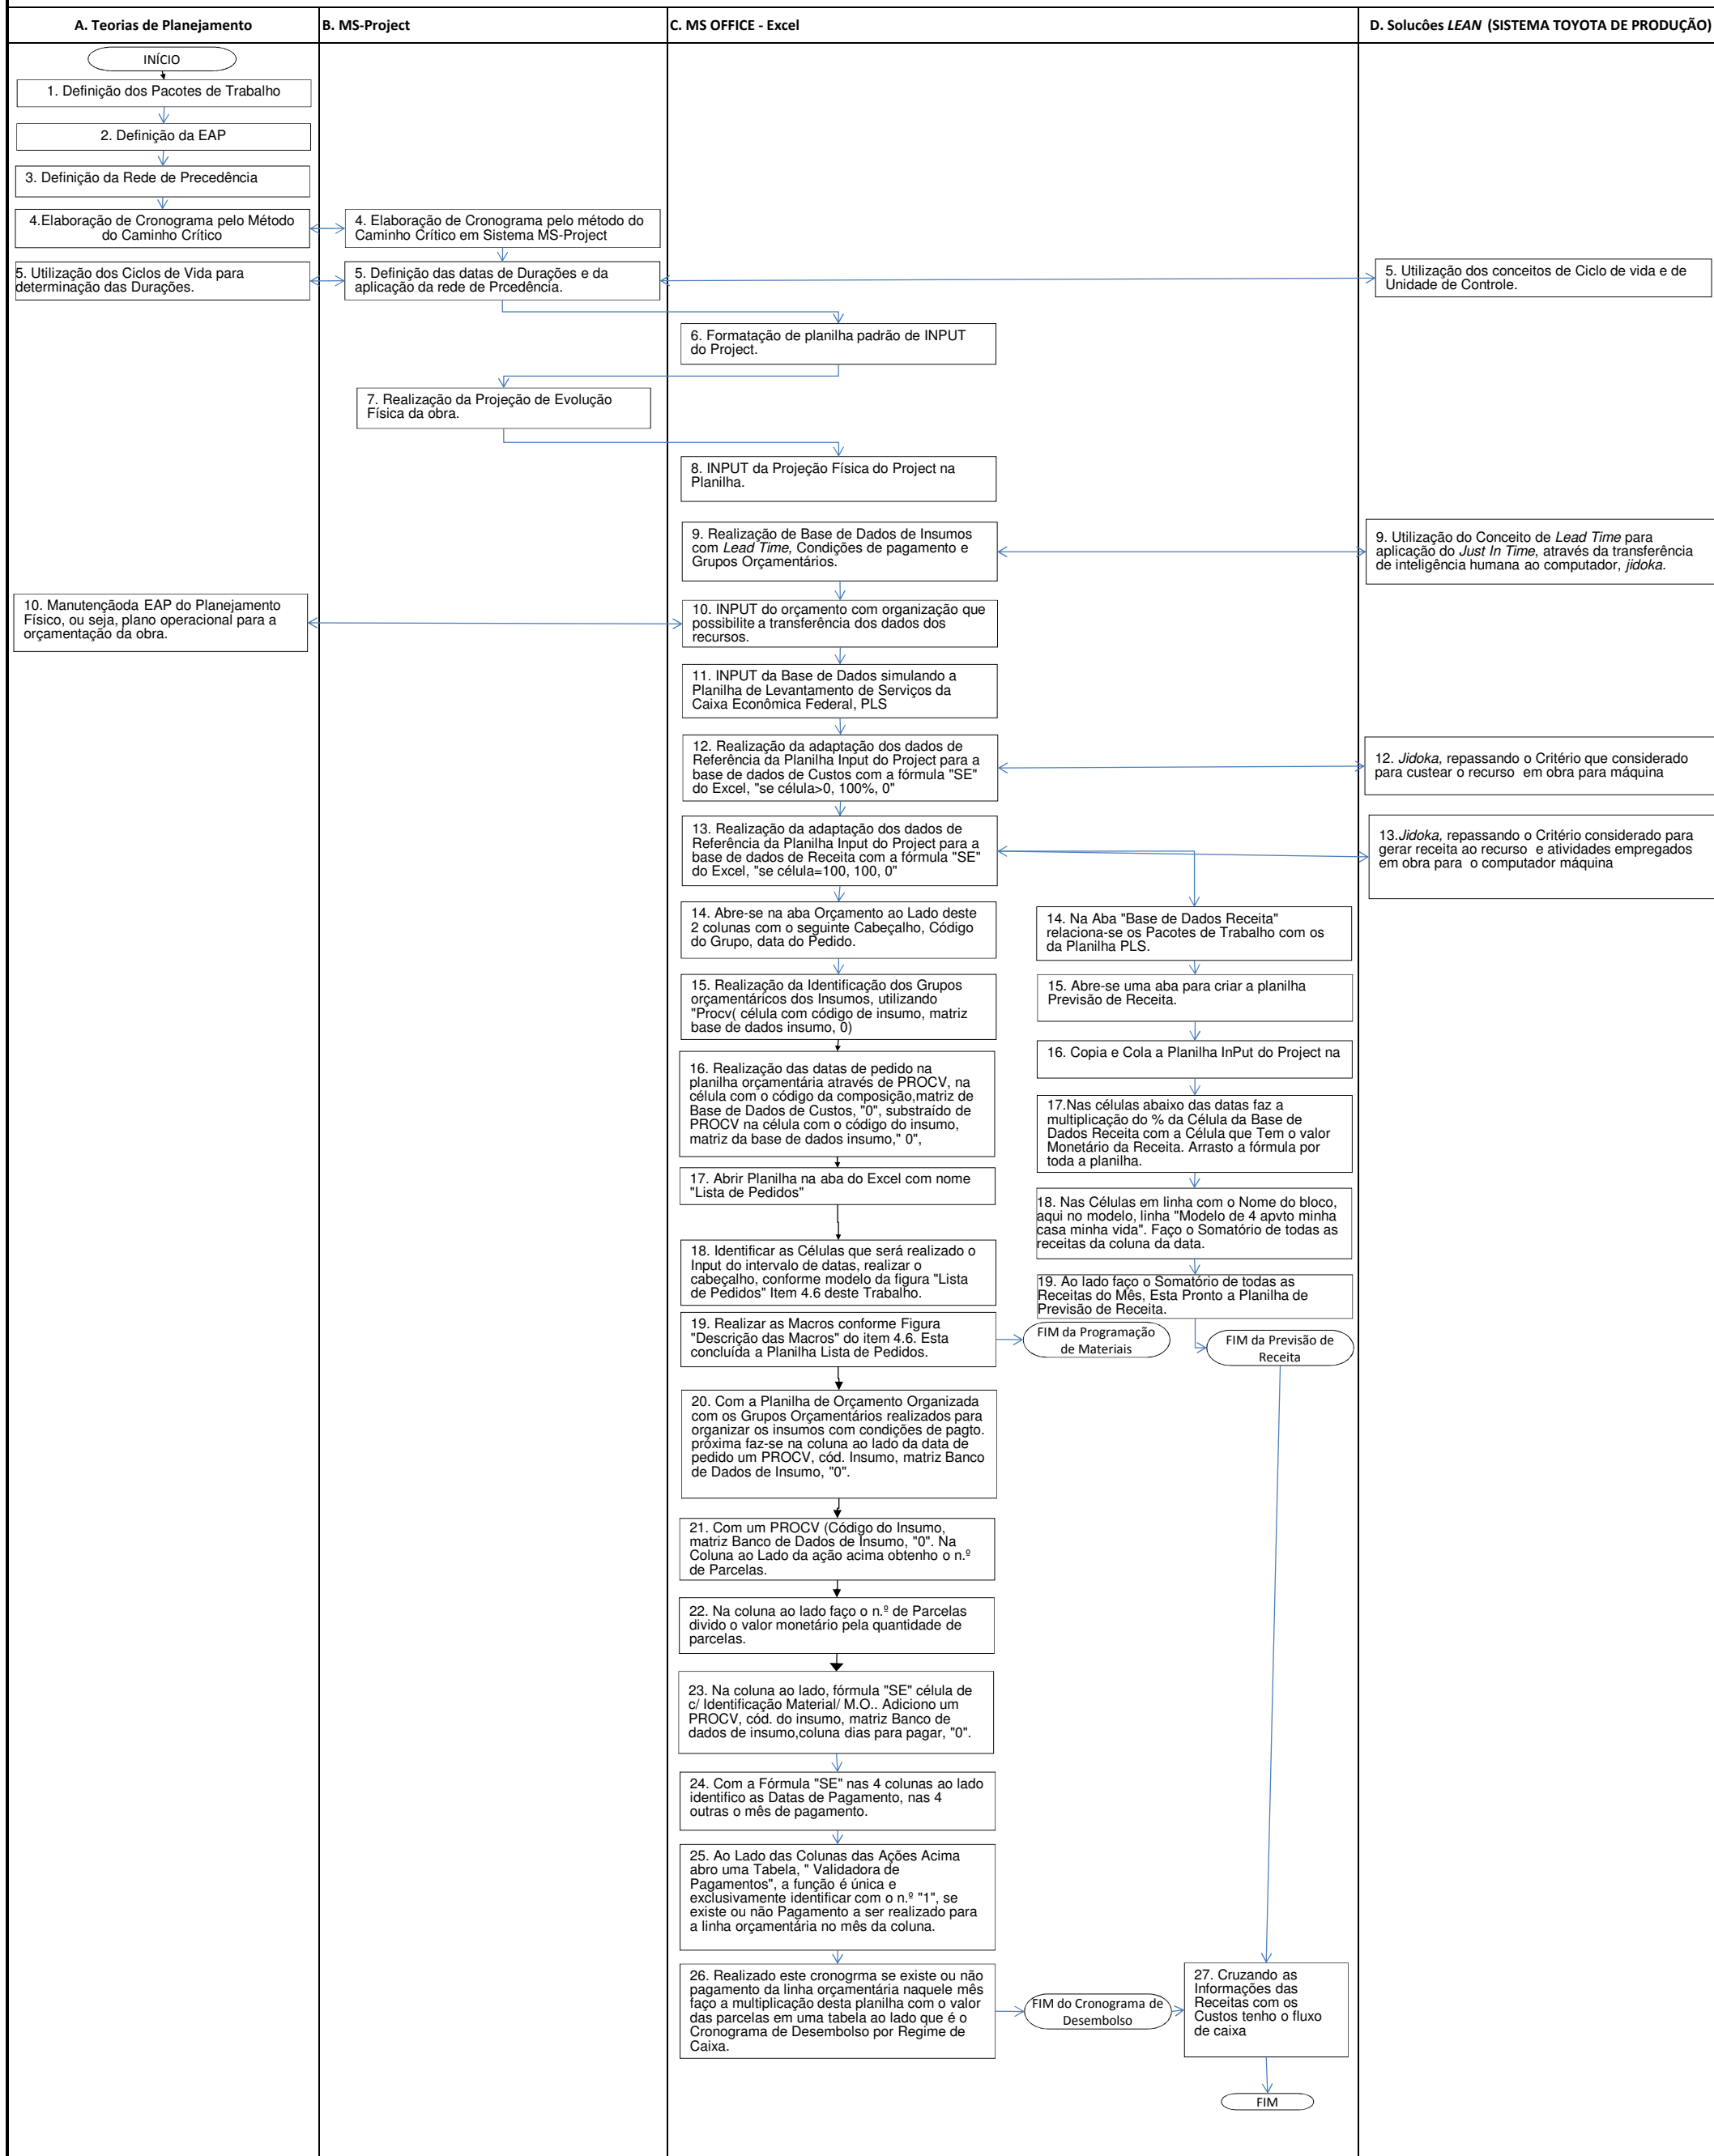 A. Teorias de Planejamento
B. MS-Project
C. MS OFFICE - Excel
D. Solucôes LEAN (SISTEMA TOYOTA DE PRODUÇÃO)
INÍCIO
1. Definição dos Pacotes de Trabalho
2. Definição da EAP
3. Definição da Rede de Precedência
4.Elaboração de Cronograma pelo Método
do Caminho Crítico
4. Elaboração de Cronograma pelo método do
Caminho Crítico em Sistema MS-Project
5. Utilização dos Ciclos de Vida para
determinação das Durações.
5. Definição das datas de Durações e da
aplicação da rede de Prcedência.
5. Utilização dos conceitos de Ciclo de vida e de
Unidade de Controle.
6. Formatação de planilha padrão de INPUT
do Project.
7. Realização da Projeção de Evolução
Física da obra.
8. INPUT da Projeção Física do Project na
Planilha.
9. Realização de Base de Dados de Insumos
com Lead Time, Condições de pagamento e
Grupos Orçamentários.
9. Utilização do Conceito de Lead Time para
aplicação do Just In Time, através da transferência
de inteligência humana ao computador, jidoka.
10. Manutençãoda EAP do Planejamento
Físico, ou seja, plano operacional para a
orçamentação da obra.
10. INPUT do orçamento com organização que
possibilite a transferência dos dados dos
recursos.
11. INPUT da Base de Dados simulando a
Planilha de Levantamento de Serviços da
Caixa Econômica Federal, PLS
12. Realização da adaptação dos dados de
Referência da Planilha Input do Project para a
base de dados de Custos com a fórmula "SE"
do Excel, "se célula>0, 100%, 0"
12. Jidoka, repassando o Critério que considerado
para custear o recurso em obra para máquina
13. Realização da adaptação dos dados de
Referência da Planilha Input do Project para a
base de dados de Receita com a fórmula "SE"
do Excel, "se célula=100, 100, 0"
13.Jidoka, repassando o Critério considerado para
gerar receita ao recurso e atividades empregados
em obra para o computador máquina
14. Abre-se na aba Orçamento ao Lado deste
2 colunas com o seguinte Cabeçalho, Código
do Grupo, data do Pedido.
14. Na Aba "Base de Dados Receita"
relaciona-se os Pacotes de Trabalho com os
da Planilha PLS.
15. Realização da Identificação dos Grupos
orçamentáricos dos Insumos, utilizando
"Procv( célula com código de insumo, matriz
base de dados insumo, 0)
15. Abre-se uma aba para criar a planilha
Previsão de Receita.
16. Copia e Cola a Planilha InPut do Project na
16. Realização das datas de pedido na
planilha orçamentária através de PROCV, na
célula com o código da composição,matriz de
Base de Dados de Custos, "0", substraído de
PROCV na célula com o código do insumo,
matriz da base de dados insumo," 0",
17.Nas células abaixo das datas faz a
multiplicação do % da Célula da Base de
Dados Receita com a Célula que Tem o valor
Monetário da Receita. Arrasto a fórmula por
toda a planilha.
17. Abrir Planilha na aba do Excel com nome
"Lista de Pedidos"
18. Nas Células em linha com o Nome do bloco,
aqui no modelo, linha "Modelo de 4 apvto minha
casa minha vida". Faço o Somatório de todas as
receitas da coluna da data.
18. Identificar as Células que será realizado o
Input do intervalo de datas, realizar o
cabeçalho, conforme modelo da figura "Lista
de Pedidos" Item 4.6 deste Trabalho.
19. Ao lado faço o Somatório de todas as
Receitas do Mês, Esta Pronto a Planilha de
Previsão de Receita.
19. Realizar as Macros conforme Figura
"Descrição das Macros" do item 4.6. Esta
concluída a Planilha Lista de Pedidos.
FIM da Programação
de Materiais
FIM da Previsão de
Receita
20. Com a Planilha de Orçamento Organizada
com os Grupos Orçamentários realizados para
organizar os insumos com condições de pagto.
próxima faz-se na coluna ao lado da data de
pedido um PROCV, cód. Insumo, matriz Banco
de Dados de Insumo, "0".
21. Com um PROCV (Código do Insumo,
matriz Banco de Dados de Insumo, "0". Na
Coluna ao Lado da ação acima obtenho o n.º
de Parcelas.
22. Na coluna ao lado faço o n.º de Parcelas
divido o valor monetário pela quantidade de
parcelas.
23. Na coluna ao lado, fórmula "SE" célula de
c/ Identificação Material/ M.O.. Adiciono um
PROCV, cód. do insumo, matriz Banco de
dados de insumo,coluna dias para pagar, "0".
24. Com a Fórmula "SE" nas 4 colunas ao lado
identifico as Datas de Pagamento, nas 4
outras o mês de pagamento.
25. Ao Lado das Colunas das Ações Acima
abro uma Tabela, " Validadora de
Pagamentos", a função é única e
exclusivamente identificar com o n.º "1", se
existe ou não Pagamento a ser realizado para
a linha orçamentária no mês da coluna.
26. Realizado este cronogrma se existe ou não
pagamento da linha orçamentária naquele mês
faço a multiplicação desta planilha com o valor
das parcelas em uma tabela ao lado que é o
Cronograma de Desembolso por Regime de
Caixa.
FIM do Cronograma de
Desembolso
27. Cruzando as
Informações das
Receitas com os
Custos tenho o fluxo
de caixa
FIM